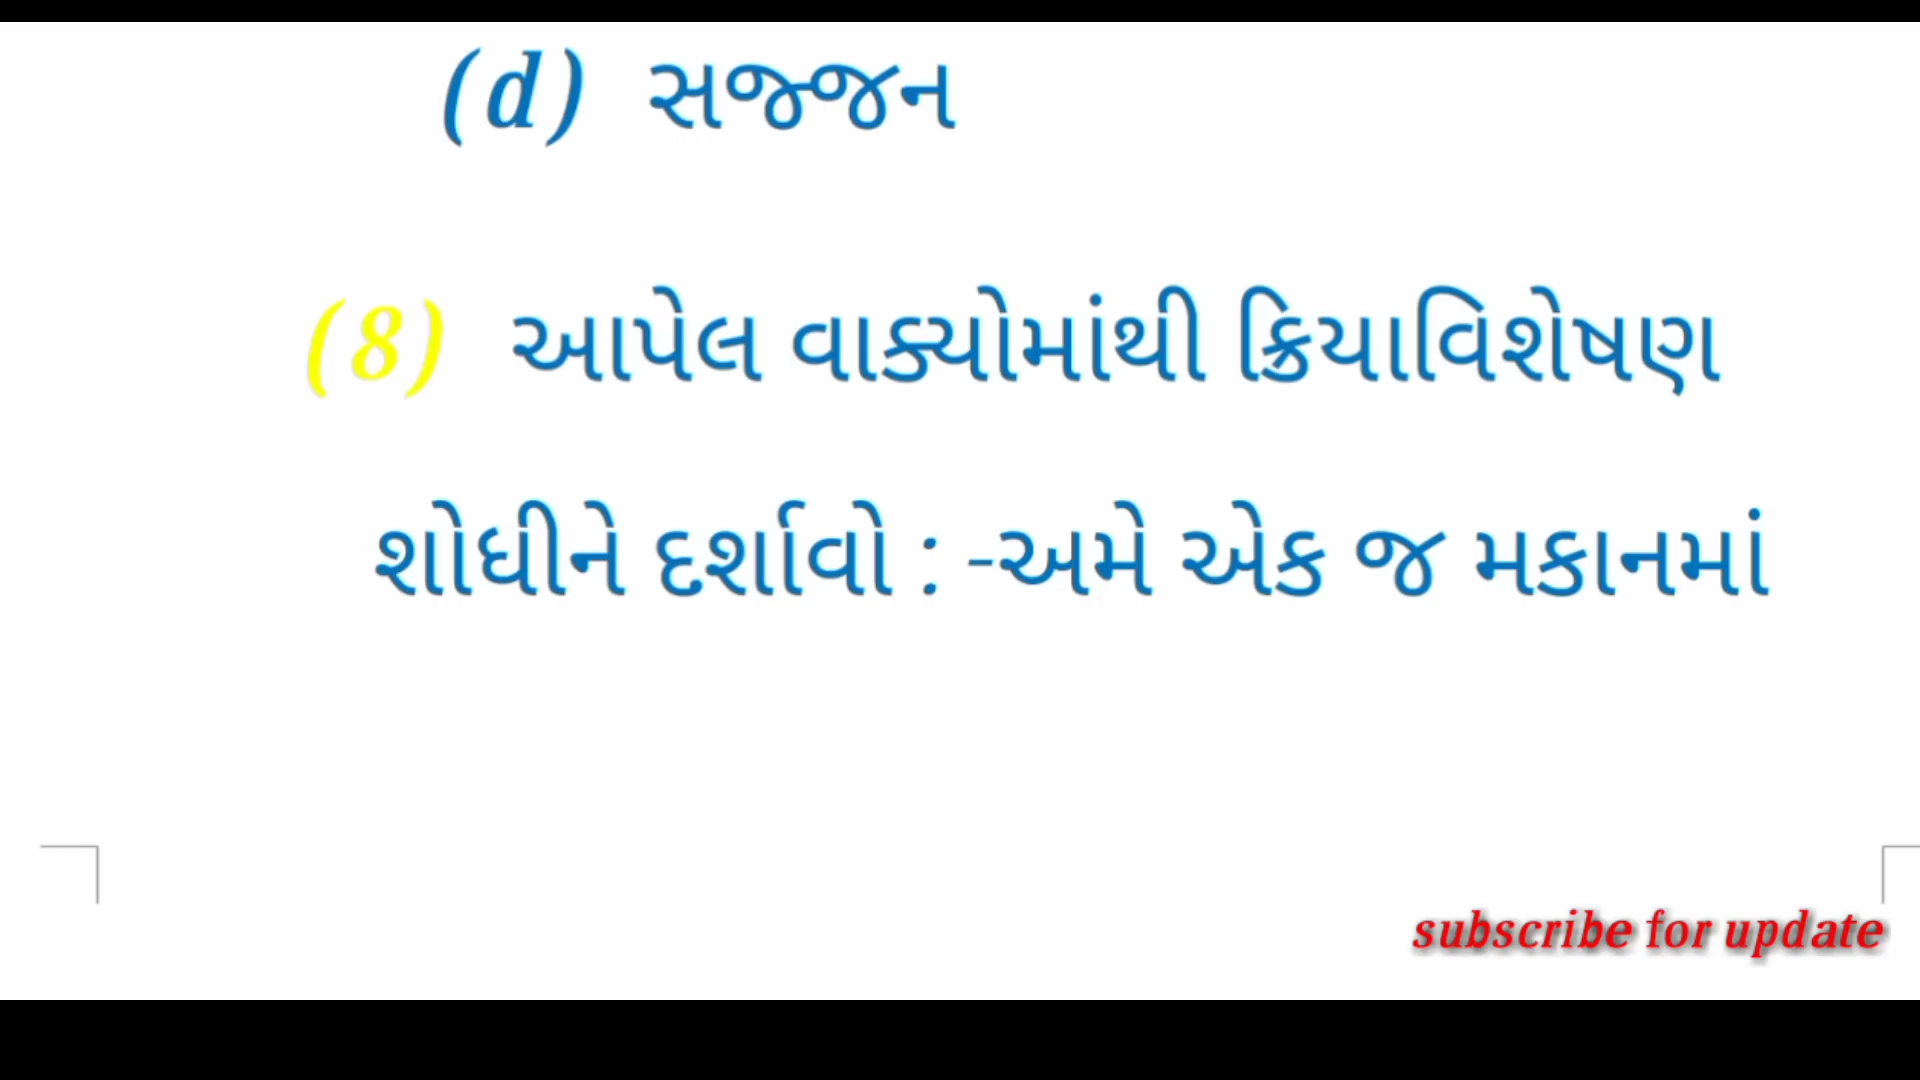 (d) સજ્જન
(8) આપેલ વાક્યોમાંથી ક્રિયાવિશેષણ
શોધીને દર્શાવો : -અમે એક જ મકાનમાં
subscribe for update